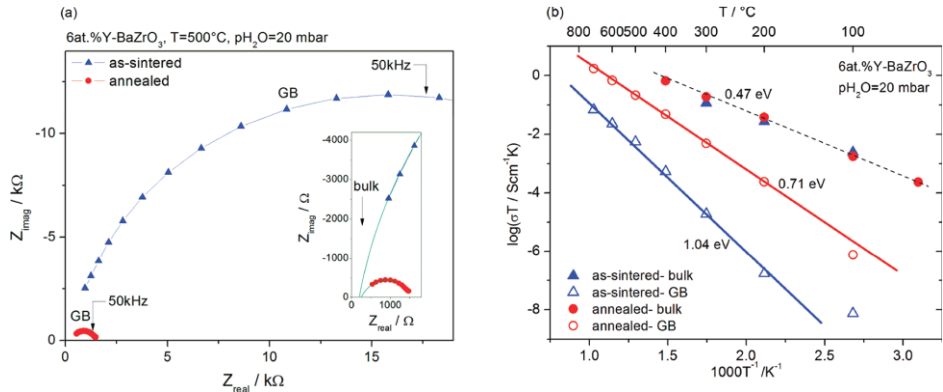 (a)
6at.%Y-BaZrO3, T=500°C, pH2O=20 mbar
as-sintered
annealed
50kHz
GB
-10
-5
0
Zimag / kΩ
GB
50kHz
0
5
10
15
Zreal / kΩ
-4000
-3000
-2000
-1000
0
Zimag / Ω
bulk
1000
Zreal / Ω
(b)
T / °C
800 600 500 400 300 200 100
6at.%Y-BaZrO3
pH2O=20 mbar
0.47 eV
0.71 eV
1.04 eV
0
-2
-4
-6
-8
log(σT / Scm-1K)
as-sintered- bulk
as-sintered- GB
annealed- bulk
annealed- GB
1.0 1.5 2.0 2.5 3.0
1000T-1 /K-1